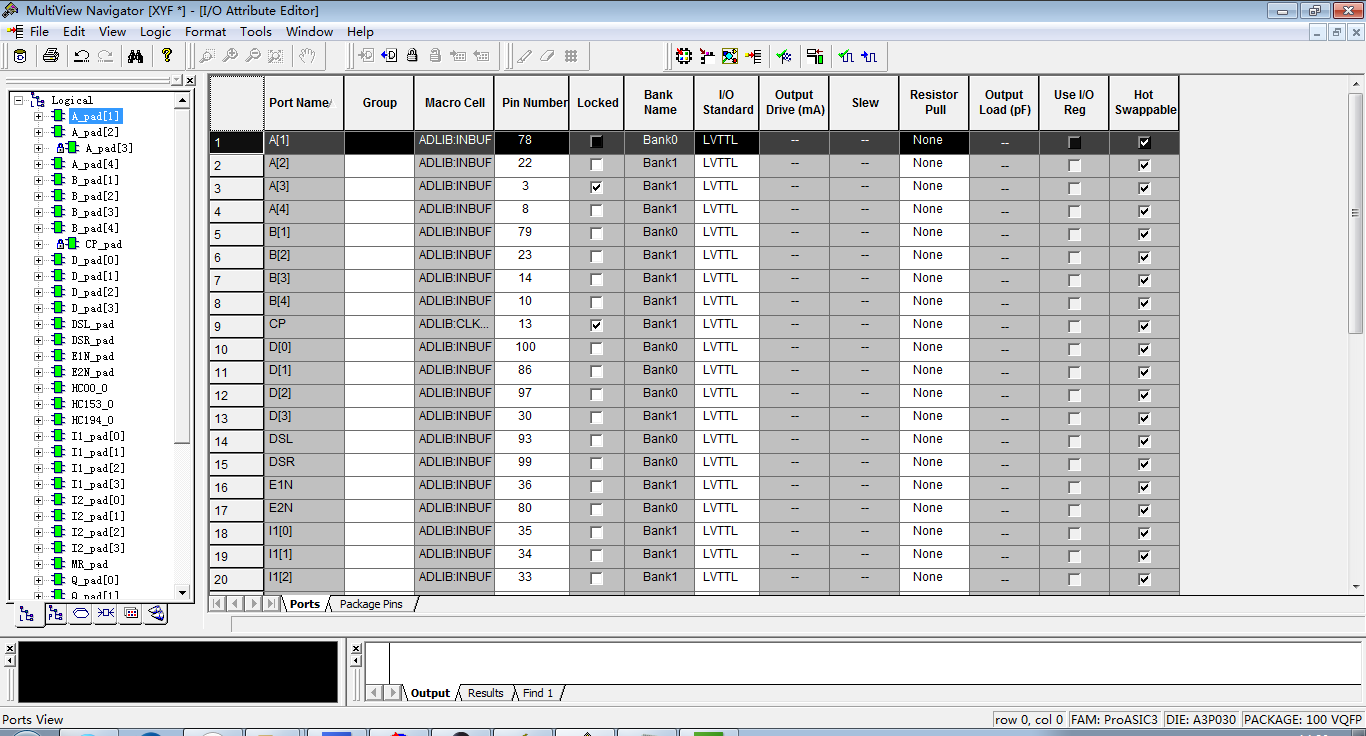 MultiView Navigator [XYF *] - [I/O Attribute Editor]
File Edit View Logic Format Tools Window Help
Logical
A_pad[1]
A_pad[2]
A_pad[3]
A_pad[4]
B_pad[1]
B_pad[2]
B_pad[3]
B_pad[4]
CP_pad
D_pad[0]
D_pad[1]
D_pad[2]
D_pad[3]
DSL_pad
DSR_pad
E1N_pad
E2N_pad
HC00_0
HC153_0
HC194_0
I1_pad[0]
I1_pad[1]
I1_pad[2]
I1_pad[3]
I2_pad[0]
I2_pad[1]
I2_pad[2]
I2_pad[3]
MR_pad
Q_pad[0]
Q_pad[1]
Port Name/ Group Macro Cell Pin Number Locked Bank Name I/O Standard Output Drive (mA) Slew Resistor Pull Output Load (pF) Use I/O Reg Hot Swappable
1 A[1] ADLIB:INBUF 78 Bank0 LVTTL -- -- None --
2 A[2] ADLIB:INBUF 22 Bank1 LVTTL -- -- None --
3 A[3] ADLIB:INBUF 3 Bank1 LVTTL -- -- None --
4 A[4] ADLIB:INBUF 8 Bank1 LVTTL -- -- None --
5 B[1] ADLIB:INBUF 79 Bank0 LVTTL -- -- None --
6 B[2] ADLIB:INBUF 23 Bank1 LVTTL -- -- None --
7 B[3] ADLIB:INBUF 14 Bank1 LVTTL -- -- None --
8 B[4] ADLIB:INBUF 10 Bank1 LVTTL -- -- None --
9 CP ADLIB:CLK... 13 Bank1 LVTTL -- -- None --
10 D[0] ADLIB:INBUF 100 Bank0 LVTTL -- -- None --
11 D[1] ADLIB:INBUF 86 Bank0 LVTTL -- -- None --
12 D[2] ADLIB:INBUF 97 Bank0 LVTTL -- -- None --
13 D[3] ADLIB:INBUF 30 Bank1 LVTTL -- -- None --
14 DSL ADLIB:INBUF 93 Bank0 LVTTL -- -- None --
15 DSR ADLIB:INBUF 99 Bank0 LVTTL -- -- None --
16 E1N ADLIB:INBUF 36 Bank1 LVTTL -- -- None --
17 E2N ADLIB:INBUF 80 Bank0 LVTTL -- -- None --
18 I1[0] ADLIB:INBUF 35 Bank1 LVTTL -- -- None --
19 I1[1] ADLIB:INBUF 34 Bank1 LVTTL -- -- None --
20 I1[2] ADLIB:INBUF 33 Bank1 LVTTL -- -- None --
Ports Package Pins
Output Results Find 1
Ports View
row 0, col 0 FAM: ProASIC3 DIE: A3P030 PACKAGE: 100 VQFP